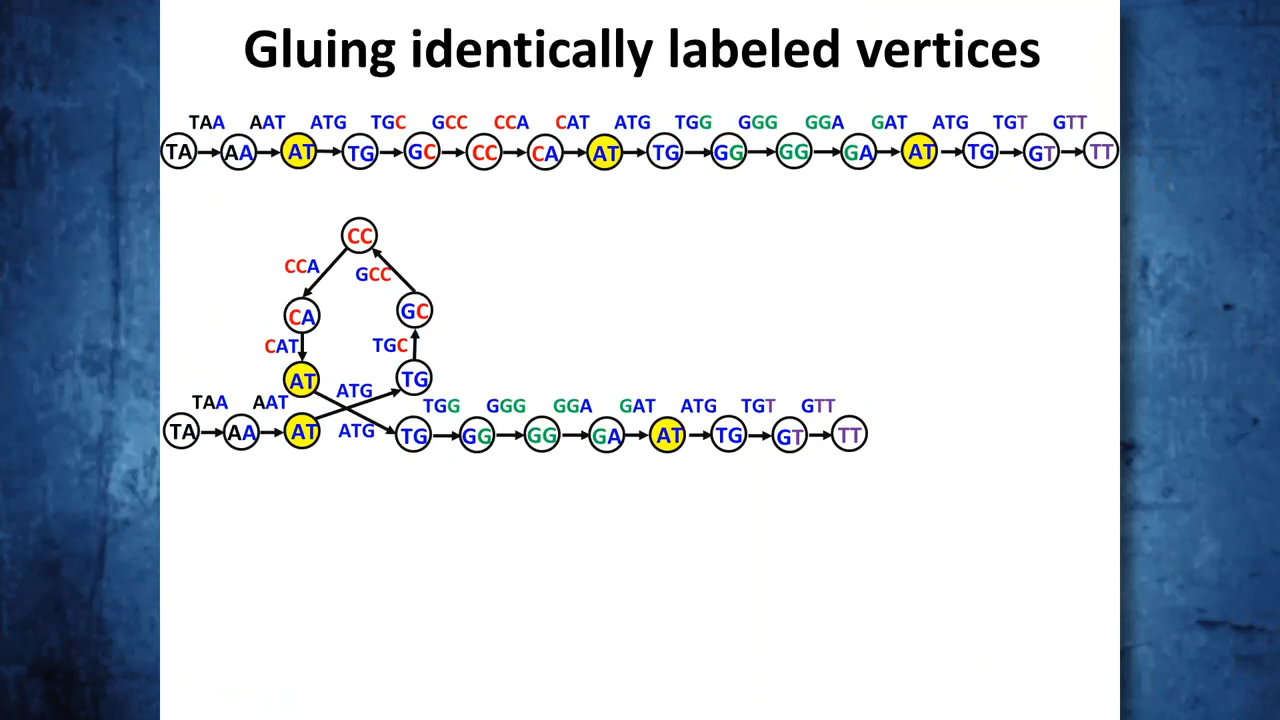 Gluing identically labeled vertices
TAA AAT ATG TGC GCC CCA CAT ATG TGG GGG GGA GAT ATG TGT GTT
TA AA AT TG GC CC CA AT TG GG GG GA AT TG GT TT
CC
CCA GCC
CA GC
CAT TGC
AT ATG TG
TAA AAT TGG GGG GGA GAT ATG TGT GTT
TA AA AT ATG TG GG GG GA AT TG GT TT